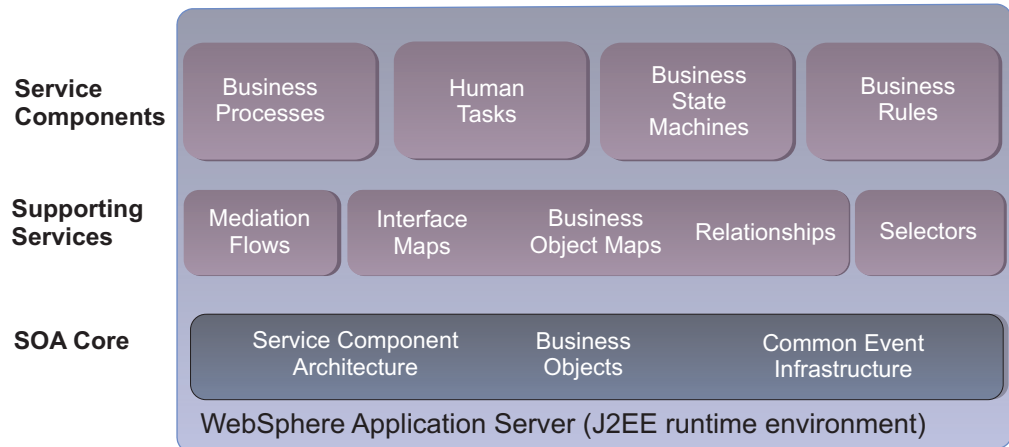 Service
Components
Business
Processes
Human
Tasks
Business
State
Machines
Business
Rules
Supporting
Services
Mediation
Flows
Interface
Maps
Business
Object Maps
Relationships
Selectors
SOA Core
Service Component
Architecture
Business
Objects
Common Event
Infrastructure
WebSphere Application Server (J2EE runtime environment)